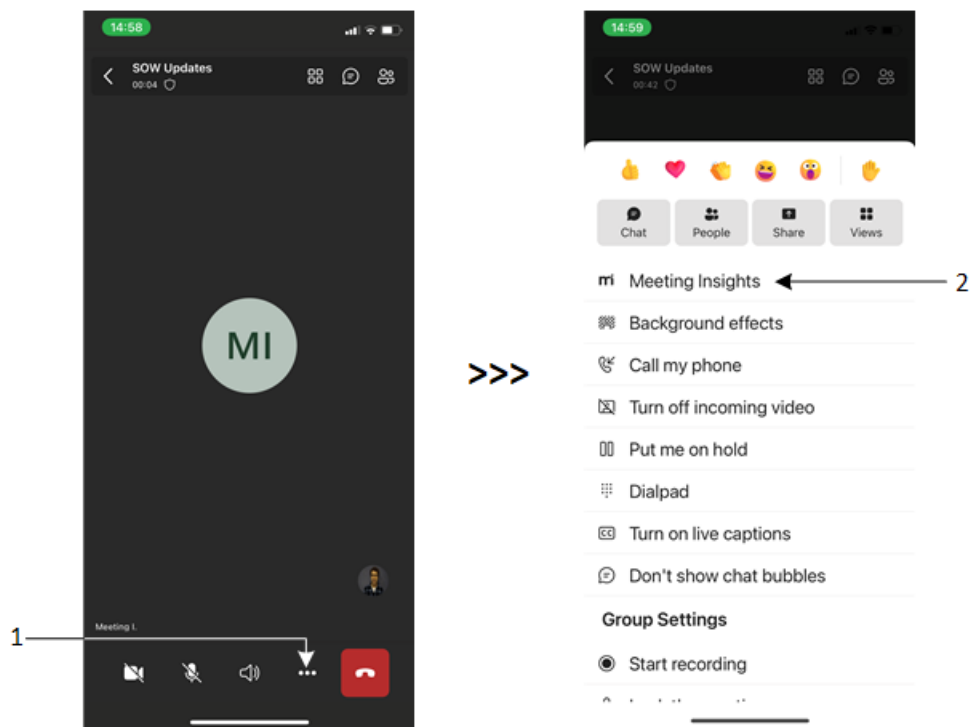 14:58
SOW Updates
00:04
MI
Meeting I.
1
>>>
14:59
SOW Updates
00:42
Chat
People
Share
Views
mi Meeting Insights
2
Background effects
Call my phone
Turn off incoming video
Put me on hold
Dialpad
CC Turn on live captions
Don't show chat bubbles
Group Settings
Start recording